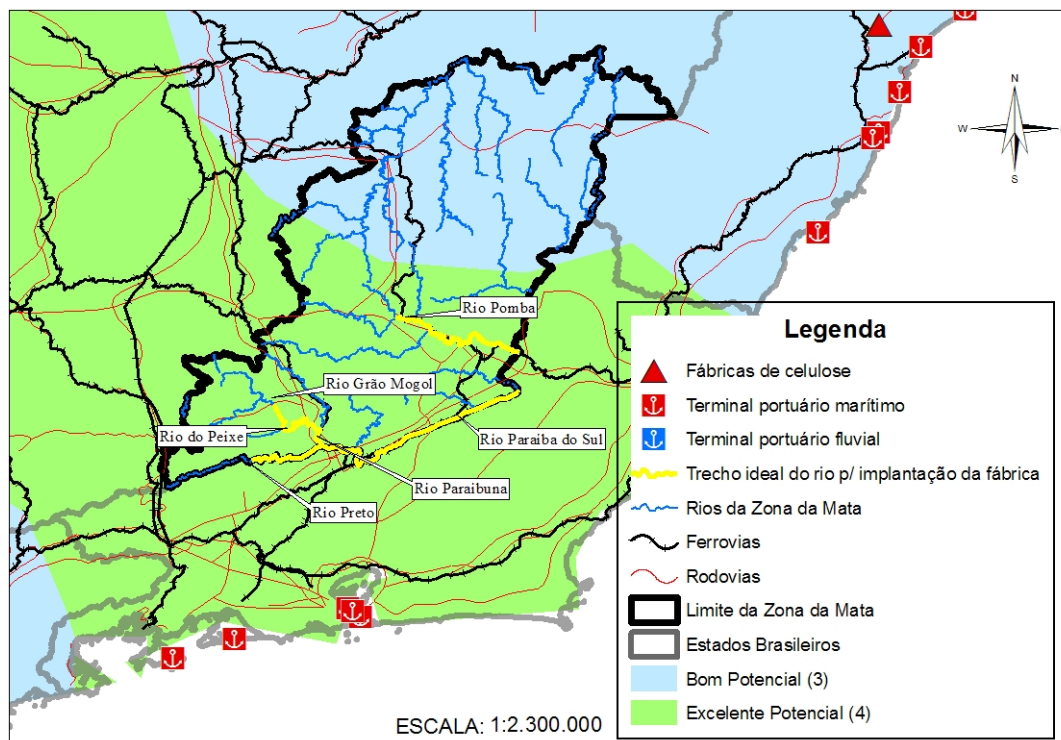 N
W
S
Rio Pomba
Rio Grão Mogol
Rio do Peixe
Rio Paraiba do Sul
Rio Paraibuna
Rio Preto
Legenda
Fábricas de celulose
Terminal portuário marítimo
Terminal portuário fluvial
Trecho ideal do rio p/ implantação da fábrica
Rios da Zona da Mata
Ferrovias
Rodovias
Limite da Zona da Mata
Estados Brasileiros
Bom Potencial (3)
Excelente Potencial (4)
ESCALA: 1:2.300.000